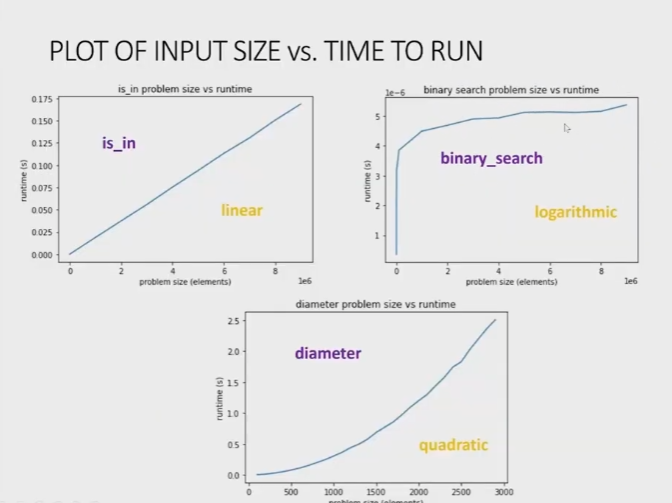 PLOT OF INPUT SIZE vs. TIME TO RUN
is_in problem size vs runtime
0.175
0.150
0.125
0.100
0.075
0.050
0.025
0.000
runtime (s)
is_in
linear
0 2 4 6 8
1e6
problem size (elements)
1e−6 binary search problem size vs runtime
5
4
3
2
1
runtime (s)
binary_search
logarithmic
0 2 4 6 8
1e6
problem size (elements)
diameter problem size vs runtime
2.5
2.0
1.5
1.0
0.5
0.0
runtime (s)
diameter
quadratic
0 500 1000 1500 2000 2500 3000
problem size (elements)